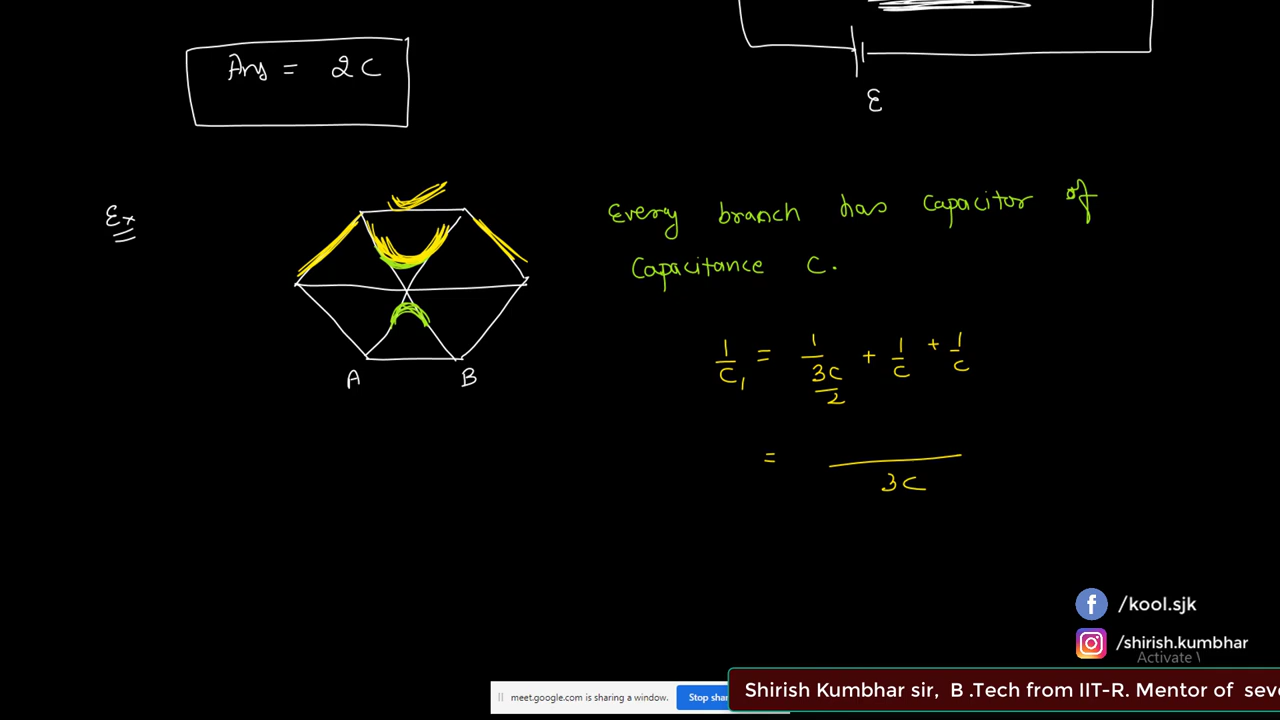 Ans = 2C
ε
Ex
Every branch has capacitor of
Capacitance C.
A B
1/C₁ = 1/(3C/2) + 1/C + 1/C
= /3C
/kool.sjk
/shirish.kumbhar
Activate \
meet.google.com is sharing a window. Stop shar
Shirish Kumbhar sir, B .Tech from IIT-R. Mentor of seve